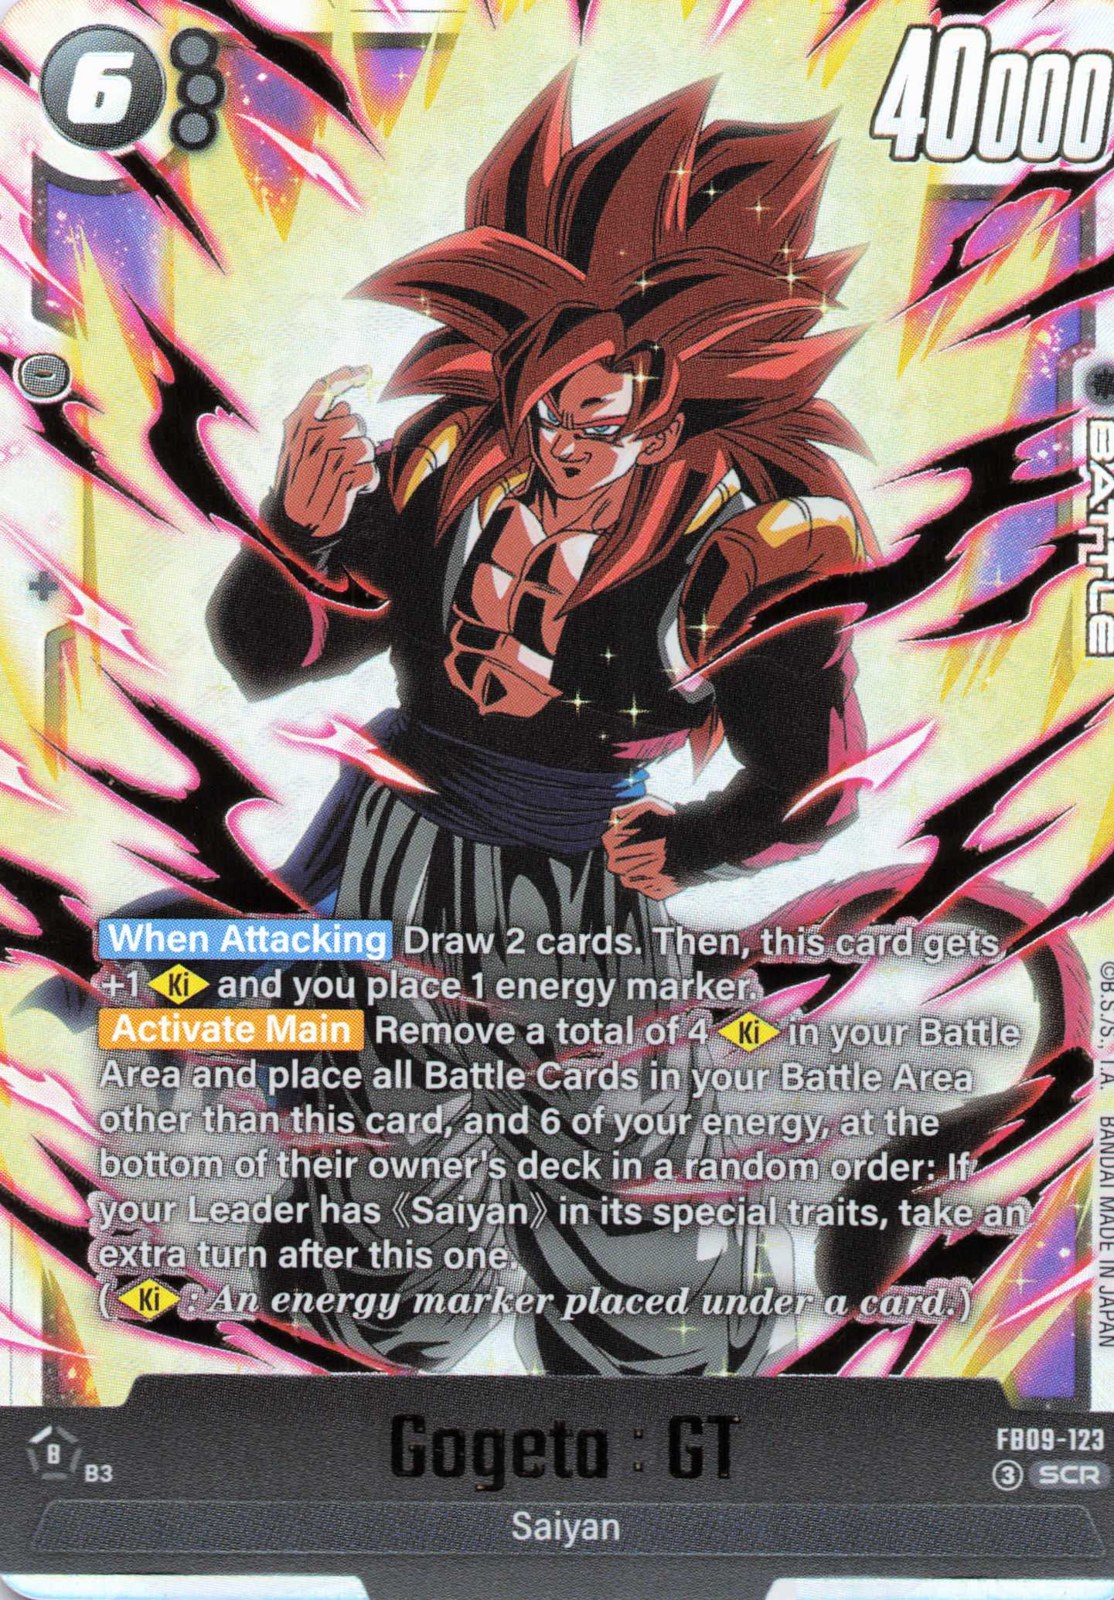 6
40000
BATTLE
When Attacking Draw 2 cards. Then, this card gets
+1 Ki and you place 1 energy marker.
Activate Main Remove a total of 4 Ki in your Battle
Area and place all Battle Cards in your Battle Area
other than this card, and 6 of your energy, at the
bottom of their owner's deck in a random order: If
your Leader has 《Saiyan》 in its special traits, take an
extra turn after this one.
( Ki : An energy marker placed under a card.)
©B.S./S., T.A. BANDAI MADE IN JAPAN
B
B3
Gogeta : GT
FB09-123
3 SCR
Saiyan